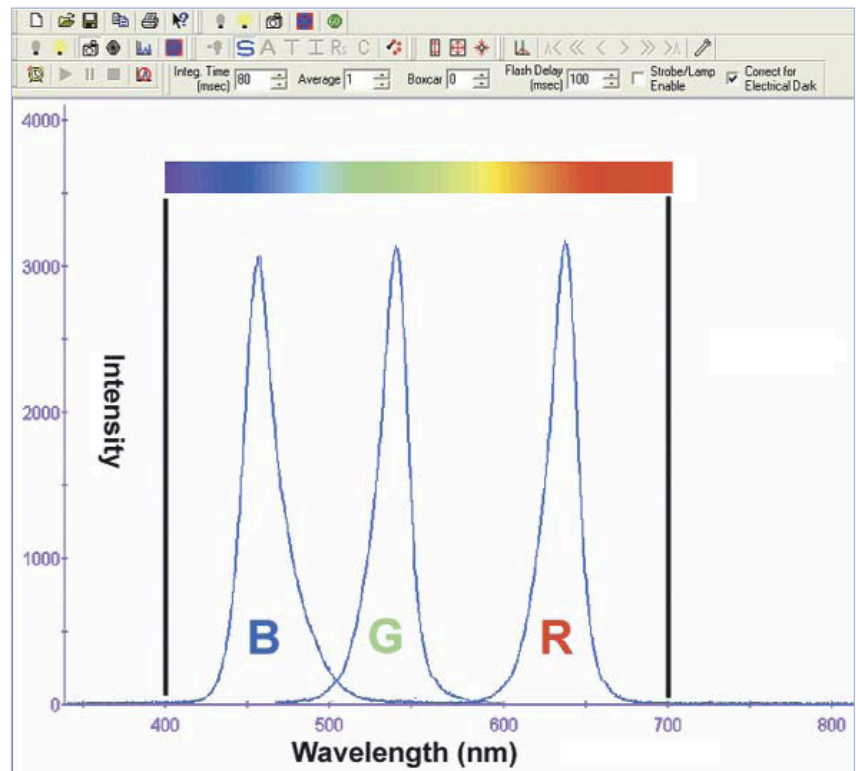 S A T I Rs C
Integ. Time (msec) 80 Average 1 Boxcar 0 Flash Delay (msec) 100 Strobe/Lamp Enable Correct for Electrical Dark
4000
3000
Intensity
2000
1000
B G R
0
400 500 600 700 800
Wavelength (nm)